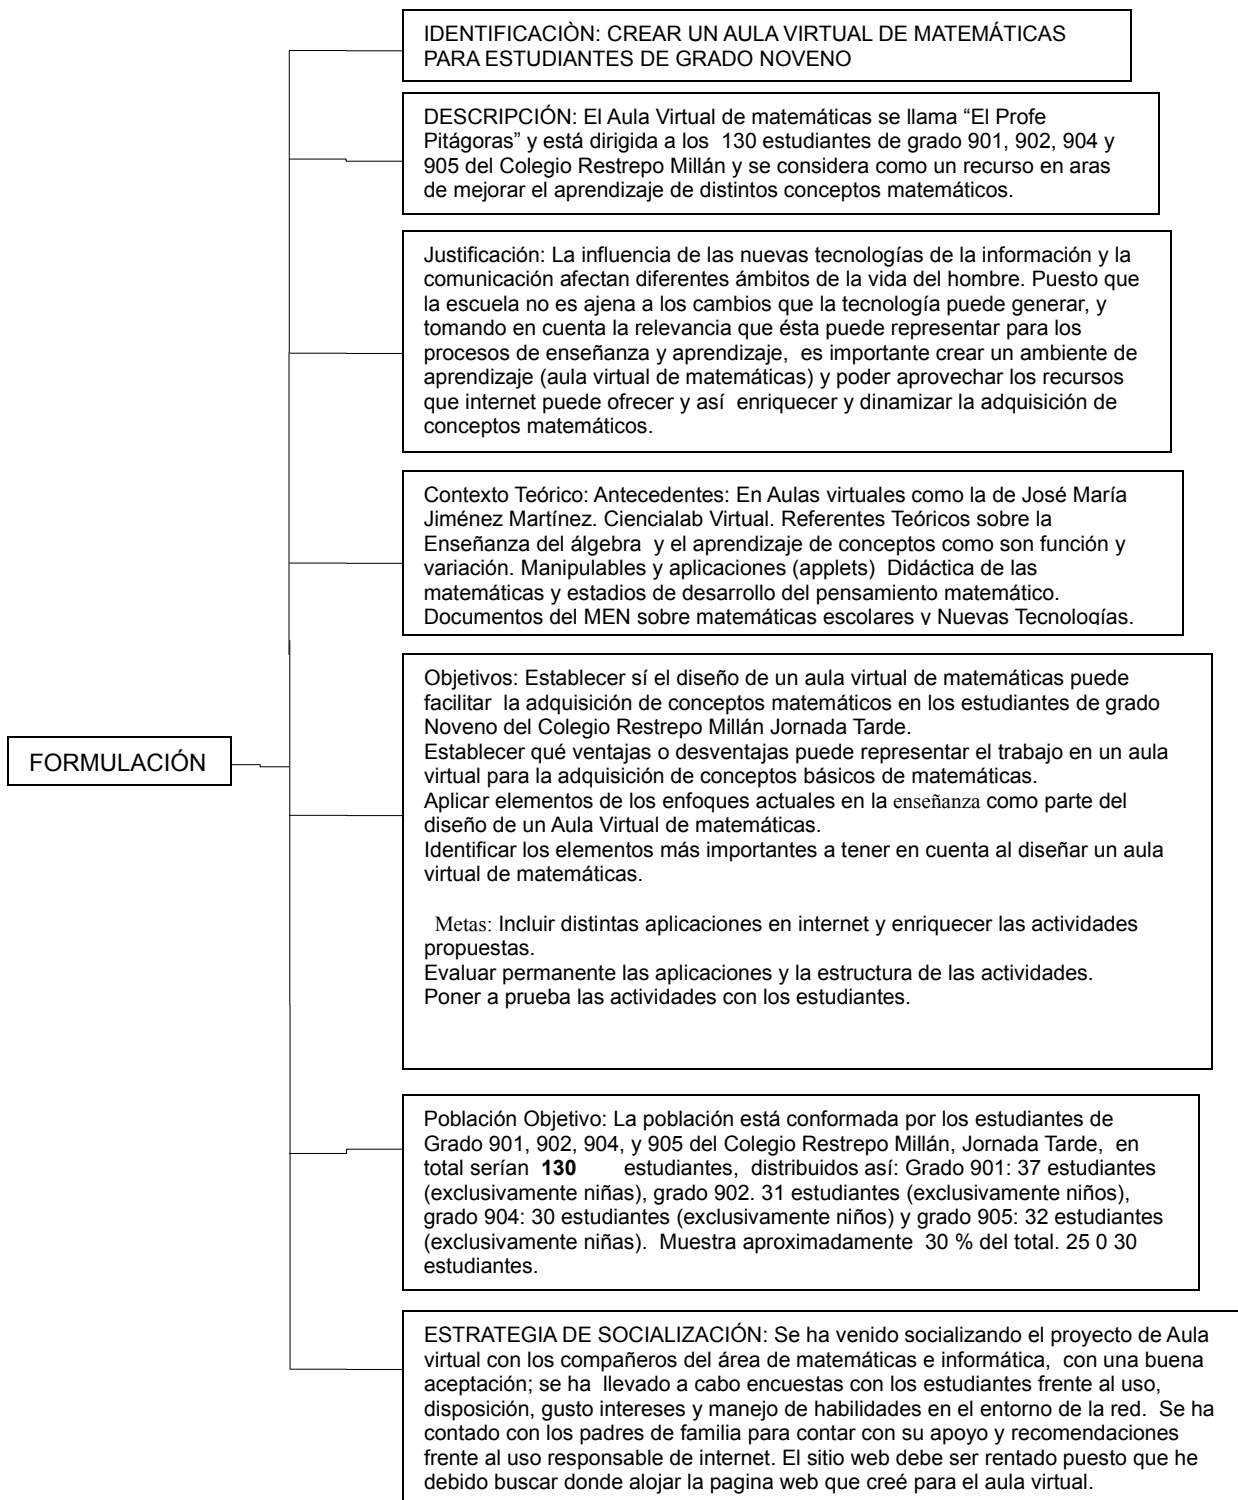 IDENTIFICACIÒN: CREAR UN AULA VIRTUAL DE MATEMÁTICAS
PARA ESTUDIANTES DE GRADO NOVENO
DESCRIPCIÓN: El Aula Virtual de matemáticas se llama “El Profe
Pitágoras” y está dirigida a los 130 estudiantes de grado 901, 902, 904 y
905 del Colegio Restrepo Millán y se considera como un recurso en aras
de mejorar el aprendizaje de distintos conceptos matemáticos.
Justificación: La influencia de las nuevas tecnologías de la información y la
comunicación afectan diferentes ámbitos de la vida del hombre. Puesto que
la escuela no es ajena a los cambios que la tecnología puede generar, y
tomando en cuenta la relevancia que ésta puede representar para los
procesos de enseñanza y aprendizaje, es importante crear un ambiente de
aprendizaje (aula virtual de matemáticas) y poder aprovechar los recursos
que internet puede ofrecer y así enriquecer y dinamizar la adquisición de
conceptos matemáticos.
Contexto Teórico: Antecedentes: En Aulas virtuales como la de José María
Jiménez Martínez. Ciencialab Virtual. Referentes Teóricos sobre la
Enseñanza del álgebra y el aprendizaje de conceptos como son función y
variación. Manipulables y aplicaciones (applets) Didáctica de las
matemáticas y estadios de desarrollo del pensamiento matemático.
Documentos del MEN sobre matemáticas escolares y Nuevas Tecnologías.
FORMULACIÓN
Objetivos: Establecer sí el diseño de un aula virtual de matemáticas puede
facilitar la adquisición de conceptos matemáticos en los estudiantes de grado
Noveno del Colegio Restrepo Millán Jornada Tarde.
Establecer qué ventajas o desventajas puede representar el trabajo en un aula
virtual para la adquisición de conceptos básicos de matemáticas.
Aplicar elementos de los enfoques actuales en la enseñanza como parte del
diseño de un Aula Virtual de matemáticas.
Identificar los elementos más importantes a tener en cuenta al diseñar un aula
virtual de matemáticas.
Metas: Incluir distintas aplicaciones en internet y enriquecer las actividades
propuestas.
Evaluar permanente las aplicaciones y la estructura de las actividades.
Poner a prueba las actividades con los estudiantes.
Población Objetivo: La población está conformada por los estudiantes de
Grado 901, 902, 904, y 905 del Colegio Restrepo Millán, Jornada Tarde, en
total serían 130 estudiantes, distribuidos así: Grado 901: 37 estudiantes
(exclusivamente niñas), grado 902. 31 estudiantes (exclusivamente niños),
grado 904: 30 estudiantes (exclusivamente niños) y grado 905: 32 estudiantes
(exclusivamente niñas). Muestra aproximadamente 30 % del total. 25 0 30
estudiantes.
ESTRATEGIA DE SOCIALIZACIÓN: Se ha venido socializando el proyecto de Aula
virtual con los compañeros del área de matemáticas e informática, con una buena
aceptación; se ha llevado a cabo encuestas con los estudiantes frente al uso,
disposición, gusto intereses y manejo de habilidades en el entorno de la red. Se ha
contado con los padres de familia para contar con su apoyo y recomendaciones
frente al uso responsable de internet. El sitio web debe ser rentado puesto que he
debido buscar donde alojar la pagina web que creé para el aula virtual.